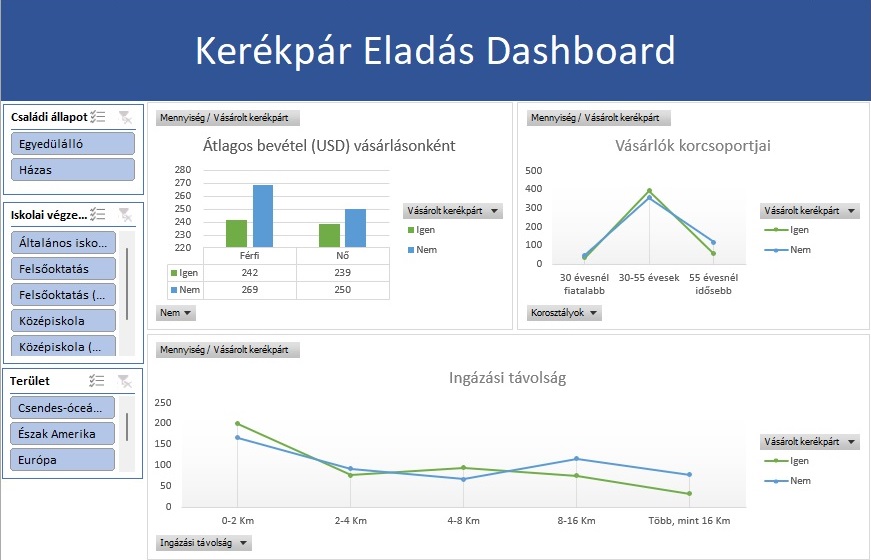 Kerékpár Eladás Dashboard
Családi állapot
Egyedülálló
Házas
Iskolai végze...
Általános isko...
Felsőoktatás
Felsőoktatás (...
Középiskola
Középiskola (...
Terület
Csendes-óceá...
Észak Amerika
Európa
Mennyiség / Vásárolt kerékpárt
Átlagos bevétel (USD) vásárlásonként
280
270
260
250
240
230
220
Férfi Nő
Igen 242 239
Nem 269 250
Vásárolt kerékpárt
Igen
Nem
Nem
Mennyiség / Vásárolt kerékpárt
Vásárlók korcsoportjai
500
400
300
200
100
0
30 évesnél fiatalabb
30-55 évesek
55 évesnél idősebb
Vásárolt kerékpárt
Igen
Nem
Korosztályok
Mennyiség / Vásárolt kerékpárt
Ingázási távolság
250
200
150
100
50
0
0-2 Km 2-4 Km 4-8 Km 8-16 Km Több, mint 16 Km
Vásárolt kerékpárt
Igen
Nem
Ingázási távolság